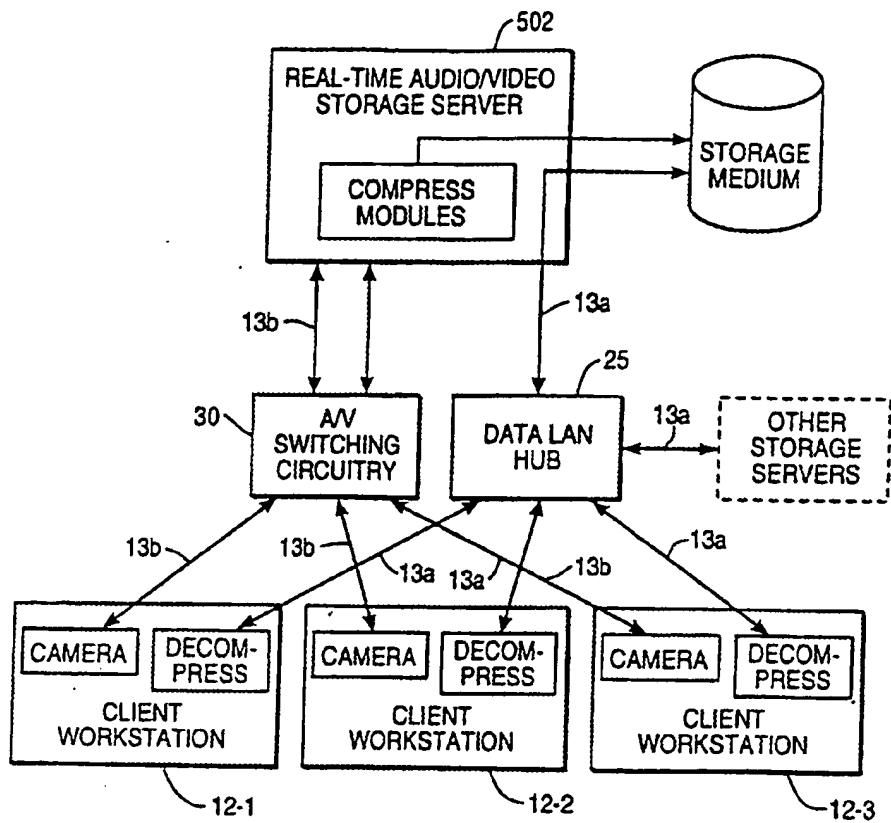 502
REAL-TIME AUDIO/VIDEO
STORAGE SERVER
COMPRESS
MODULES
STORAGE
MEDIUM
13b
13a
30
A/V
SWITCHING
CIRCUITRY
25
DATA LAN
HUB
13a
OTHER
STORAGE
SERVERS
13b
13b
13a
13a
13b
13a
CAMERA
DECOM-
PRESS
CLIENT
WORKSTATION
CAMERA
DECOM-
PRESS
CLIENT
WORKSTATION
CAMERA
DECOM-
PRESS
CLIENT
WORKSTATION
12-1
12-2
12-3